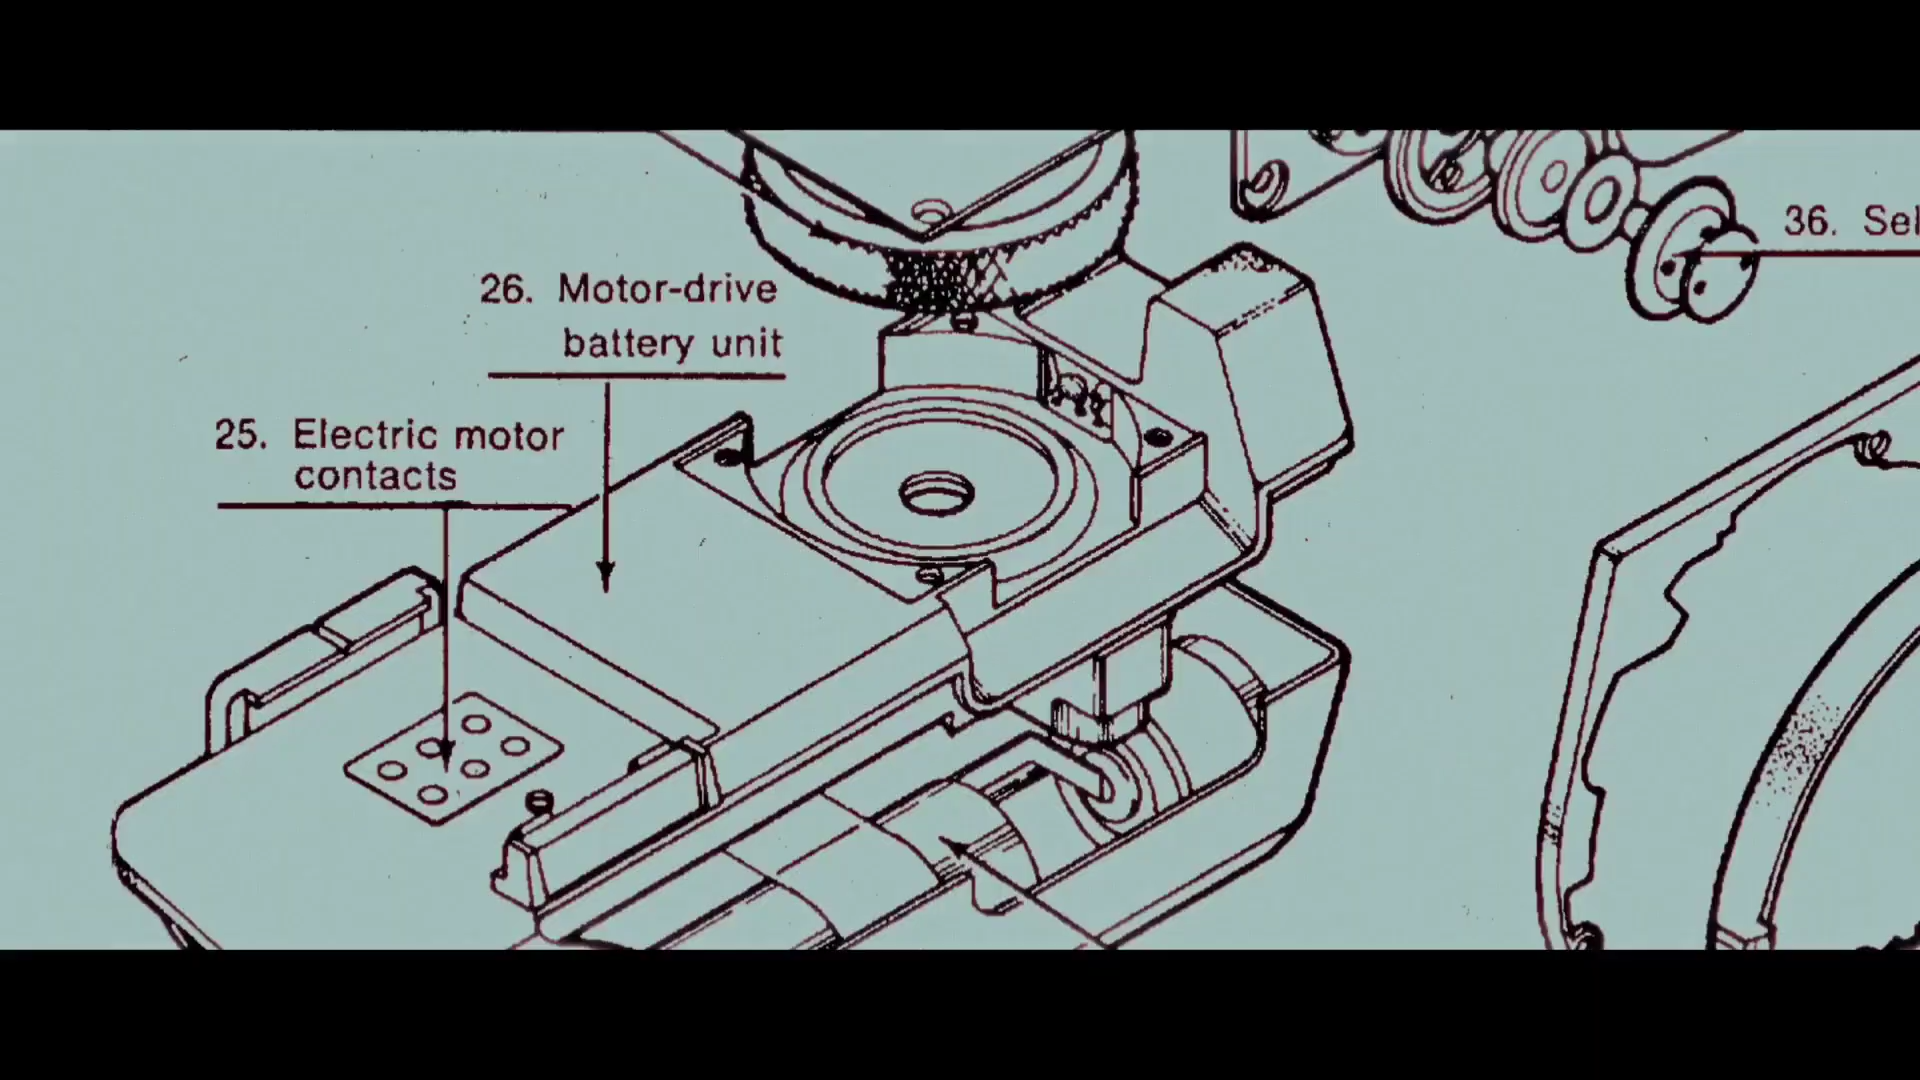 26. Motor-drive
battery unit
25. Electric motor
contacts
36.